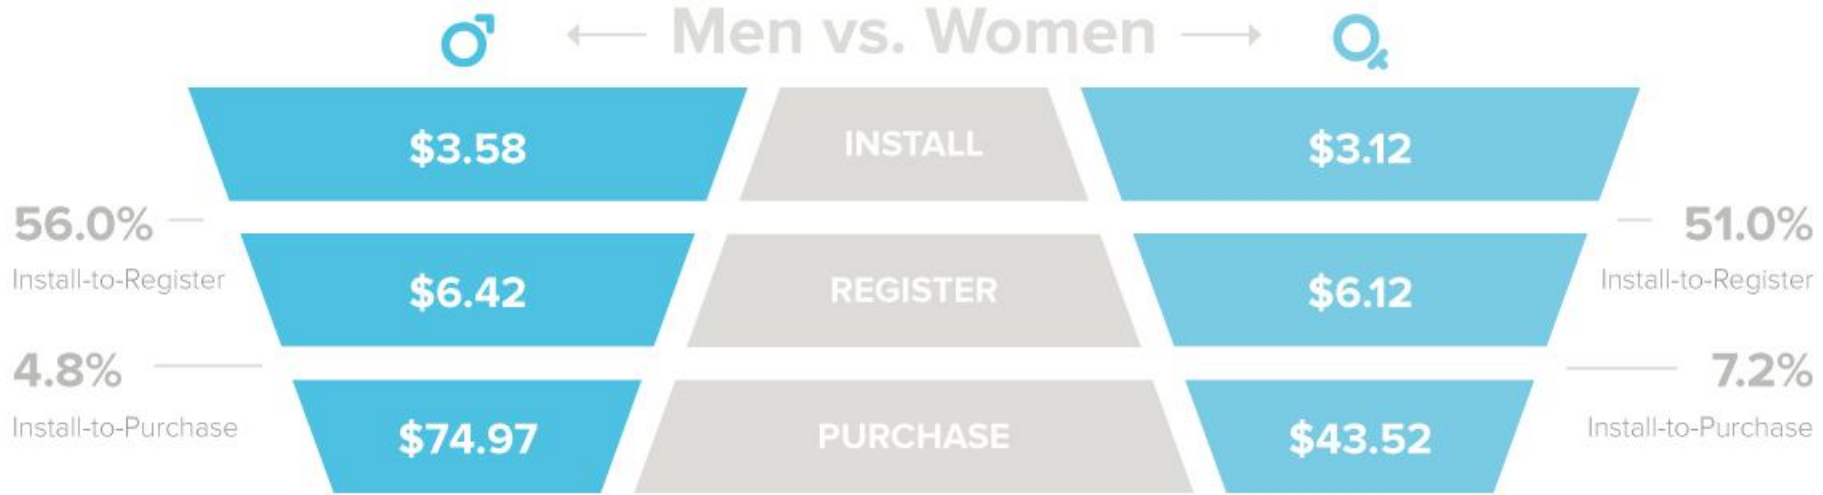 Men vs. Women
$3.58
INSTALL
$3.12
56.0%
Install-to-Register
51.0%
Install-to-Register
$6.42
REGISTER
$6.12
4.8%
Install-to-Purchase
7.2%
Install-to-Purchase
$74.97
PURCHASE
$43.52